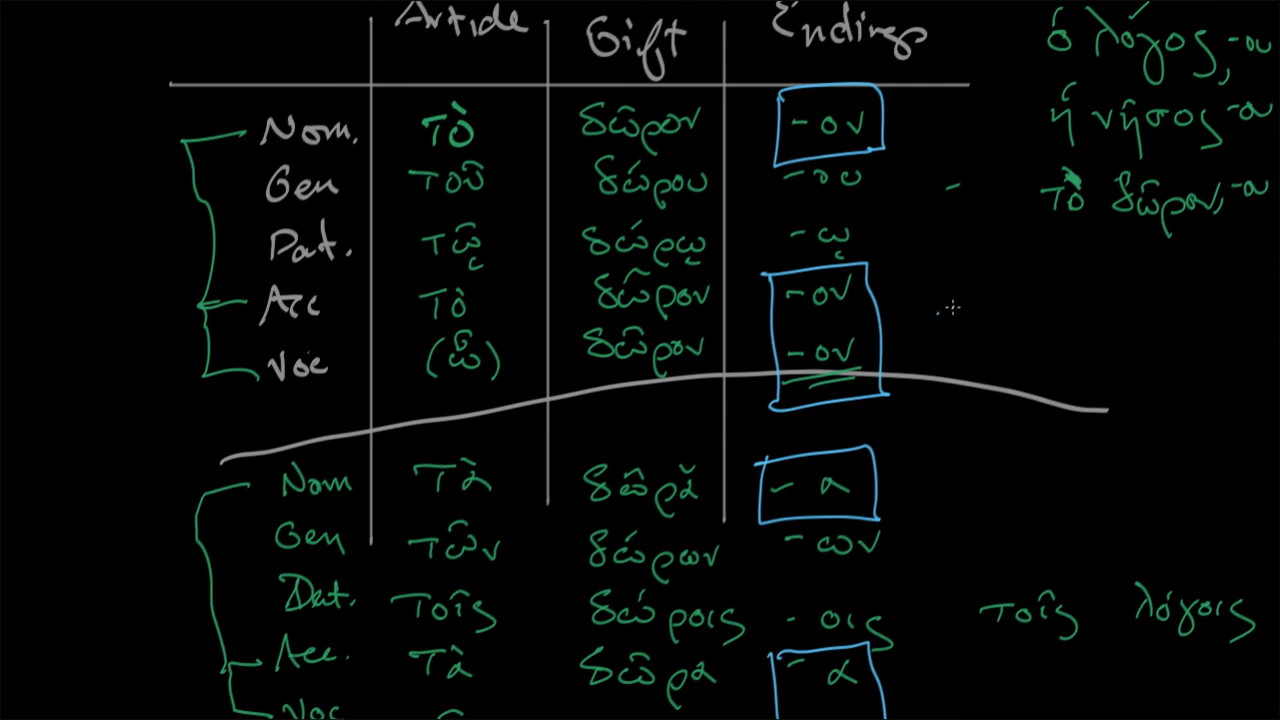 Article Gift Endings
Nom. τὸ δῶρον -ον
Gen τοῦ δώρου -ου
Dat. τῷ δώρῳ -ῳ
Acc τὸ δῶρον -ον
Voc (ὦ) δῶρον -ον
Nom τὰ δῶρᾰ -α
Gen τῶν δώρων -ων
Dat. τοῖς δώροις -οις
Acc. τὰ δῶρα -α
Voc
ὁ λόγος, -ου
ἡ νῆσος -ου
τὸ δῶρον, -ου
τοῖς λόγοις